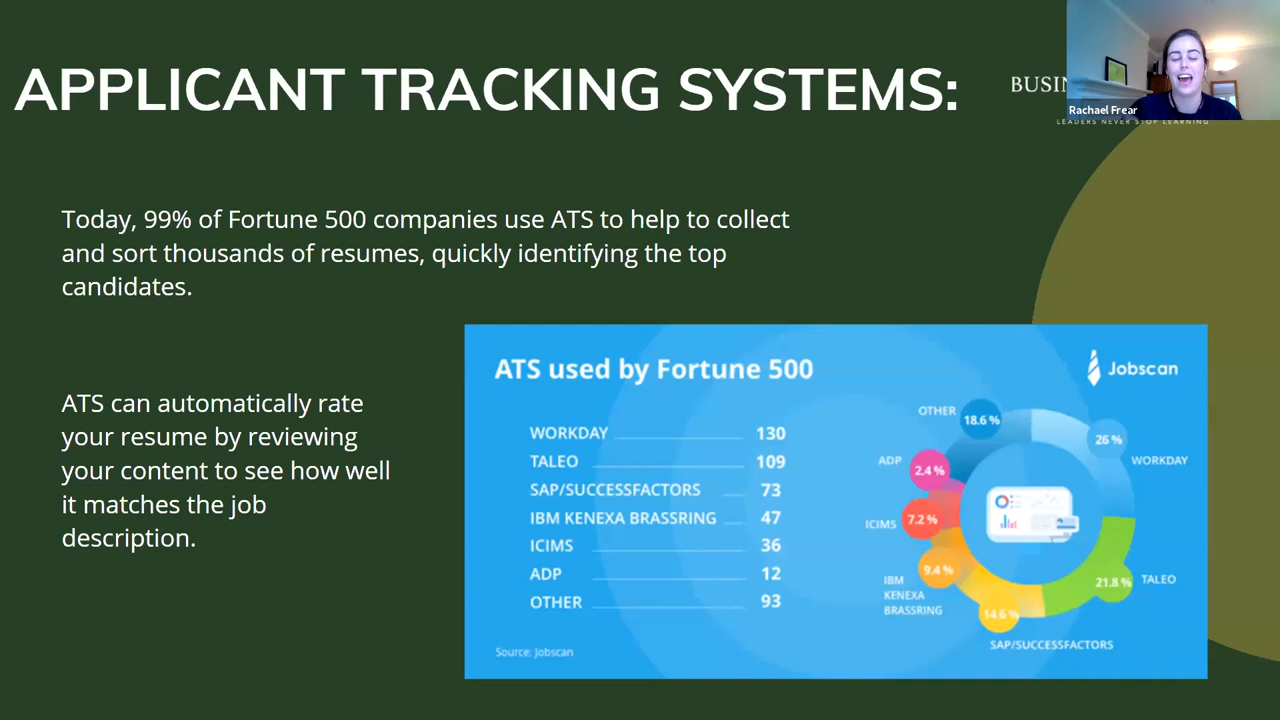 APPLICANT TRACKING SYSTEMS:
Rachael Frear
LEADERS NEVER STOP LEARNING
Today, 99% of Fortune 500 companies use ATS to help to collect
and sort thousands of resumes, quickly identifying the top
candidates.
ATS can automatically rate
your resume by reviewing
your content to see how well
it matches the job
description.
ATS used by Fortune 500
Jobscan
WORKDAY 130
TALEO 109
SAP/SUCCESSFACTORS 73
IBM KENEXA BRASSRING 47
ICIMS 36
ADP 12
OTHER 93
Source: Jobscan
OTHER 18.6 %
26 %
WORKDAY
ADP 2.4 %
ICIMS 7.2 %
9.4 %
IBM
KENEXA
BRASSRING
21.8 % TALEO
14.6 %
SAP/SUCCESSFACTORS